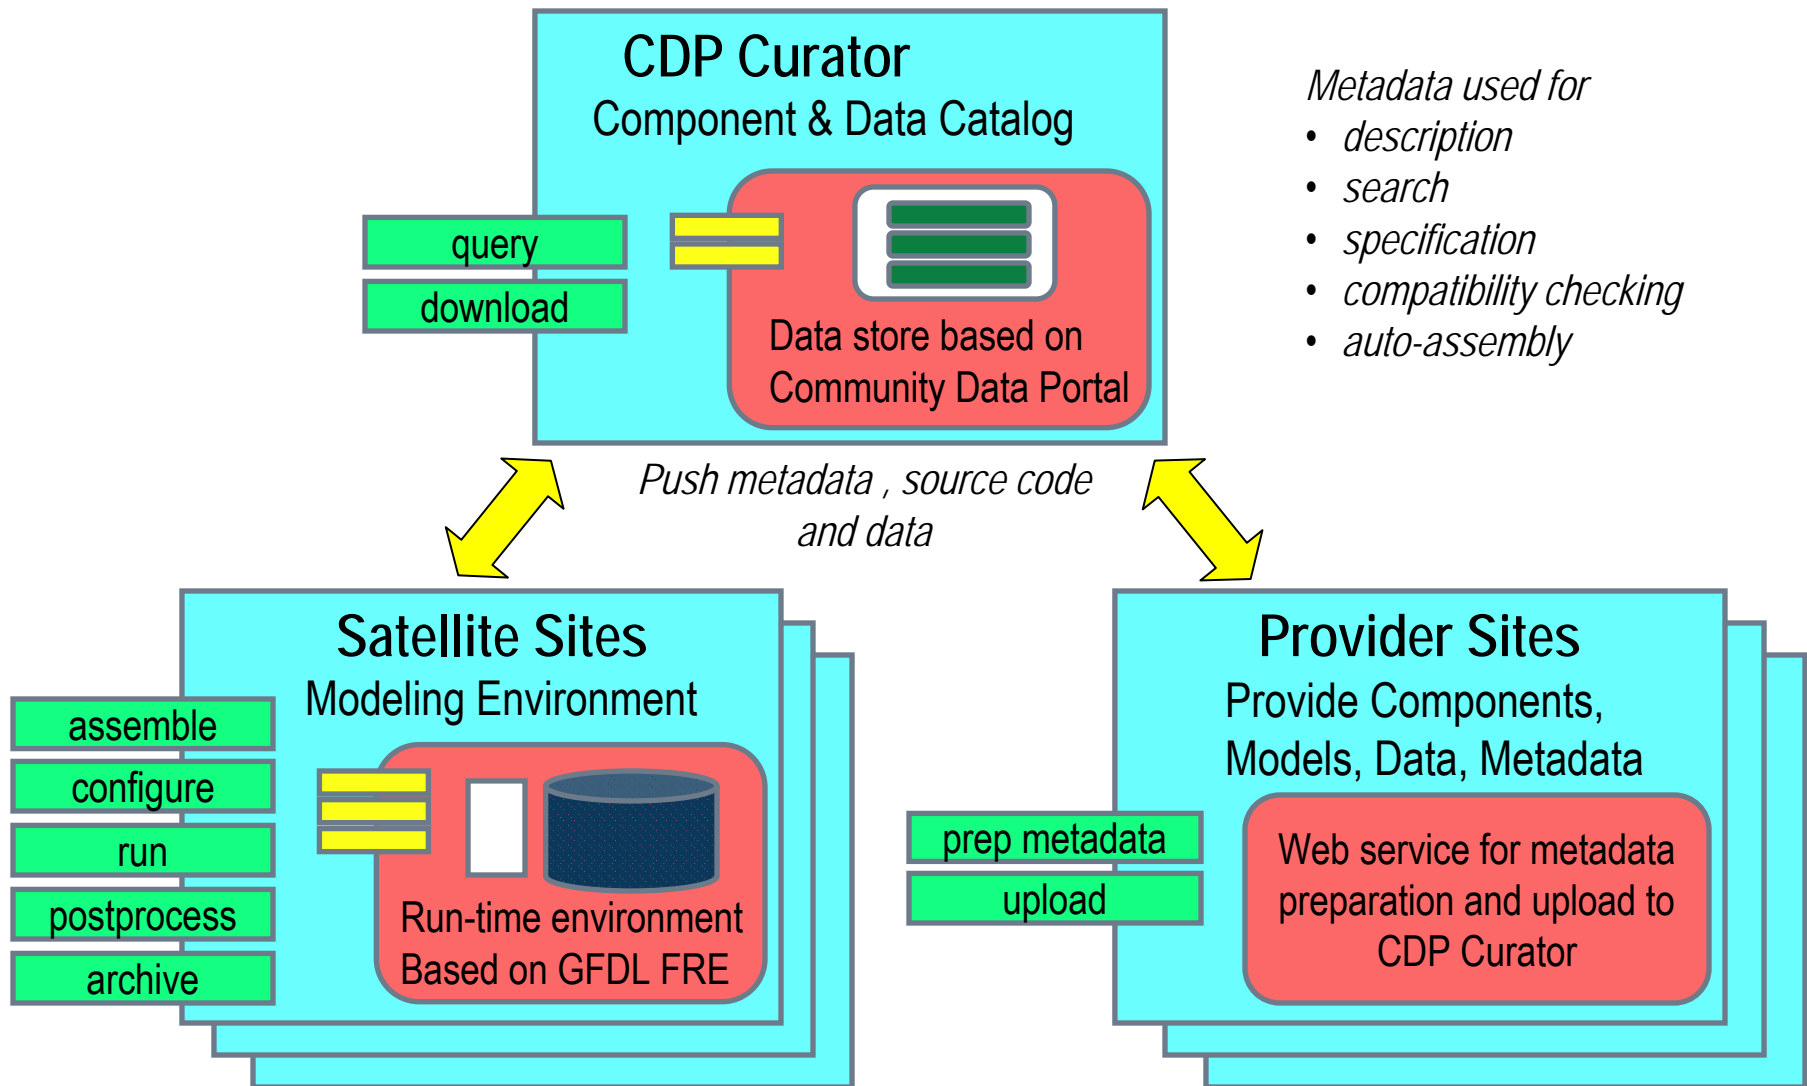 CDP Curator
Component & Data Catalog
query
download
Data store based on
Community Data Portal
Metadata used for
• description
• search
• specification
• compatibility checking
• auto-assembly
Push metadata , source code
and data
Satellite Sites
Modeling Environment
assemble
configure
run
postprocess
archive
Run-time environment
Based on GFDL FRE
Provider Sites
Provide Components,
Models, Data, Metadata
prep metadata
upload
Web service for metadata
preparation and upload to
CDP Curator